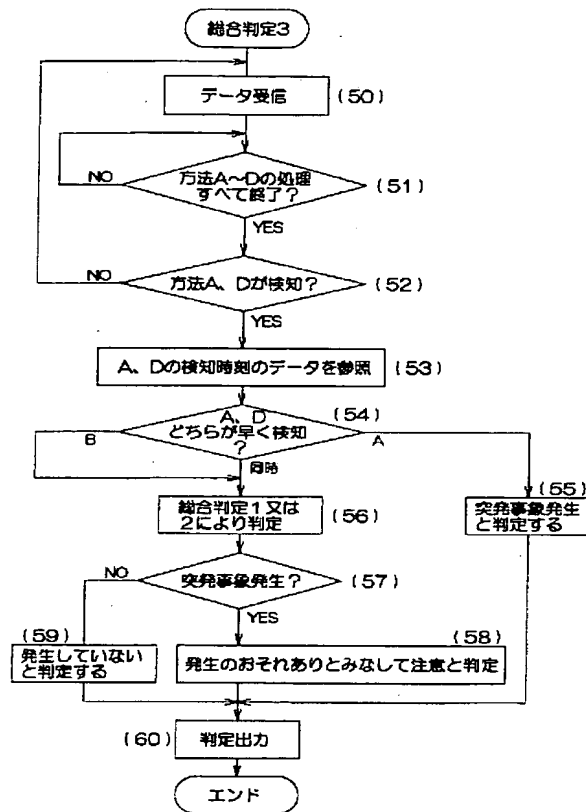 総合判定3
データ受信
(50)
方法A~Dの処理
すべて終了?
(51)
NO
YES
方法A、Dが検知?
(52)
NO
YES
A、Dの検知時刻のデータを参照
(53)
A、D
どちらが早く検知
?
(54)
B
A
同時
総合判定1又は
2により判定
(56)
(55)
突発事象発生
と判定する
突発事象発生?
(57)
NO
YES
(59)
発生していない
と判定する
(58)
発生のおそれありとみなして注意と判定
(60)
判定出力
エンド